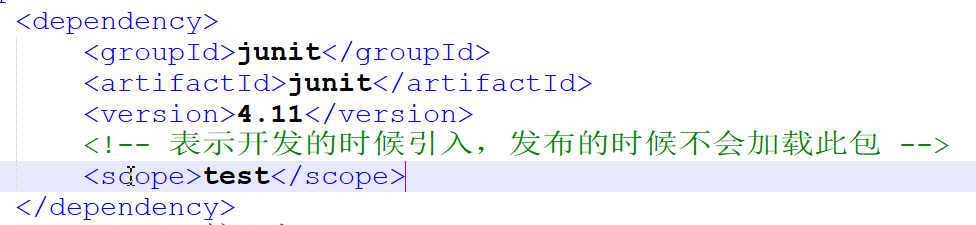 <dependency>
<groupId>junit</groupId>
<artifactId>junit</artifactId>
<version>4.11</version>
<!-- 表示开发的时候引入，发布的时候不会加载此包 -->
<scope>test</scope>
</dependency>